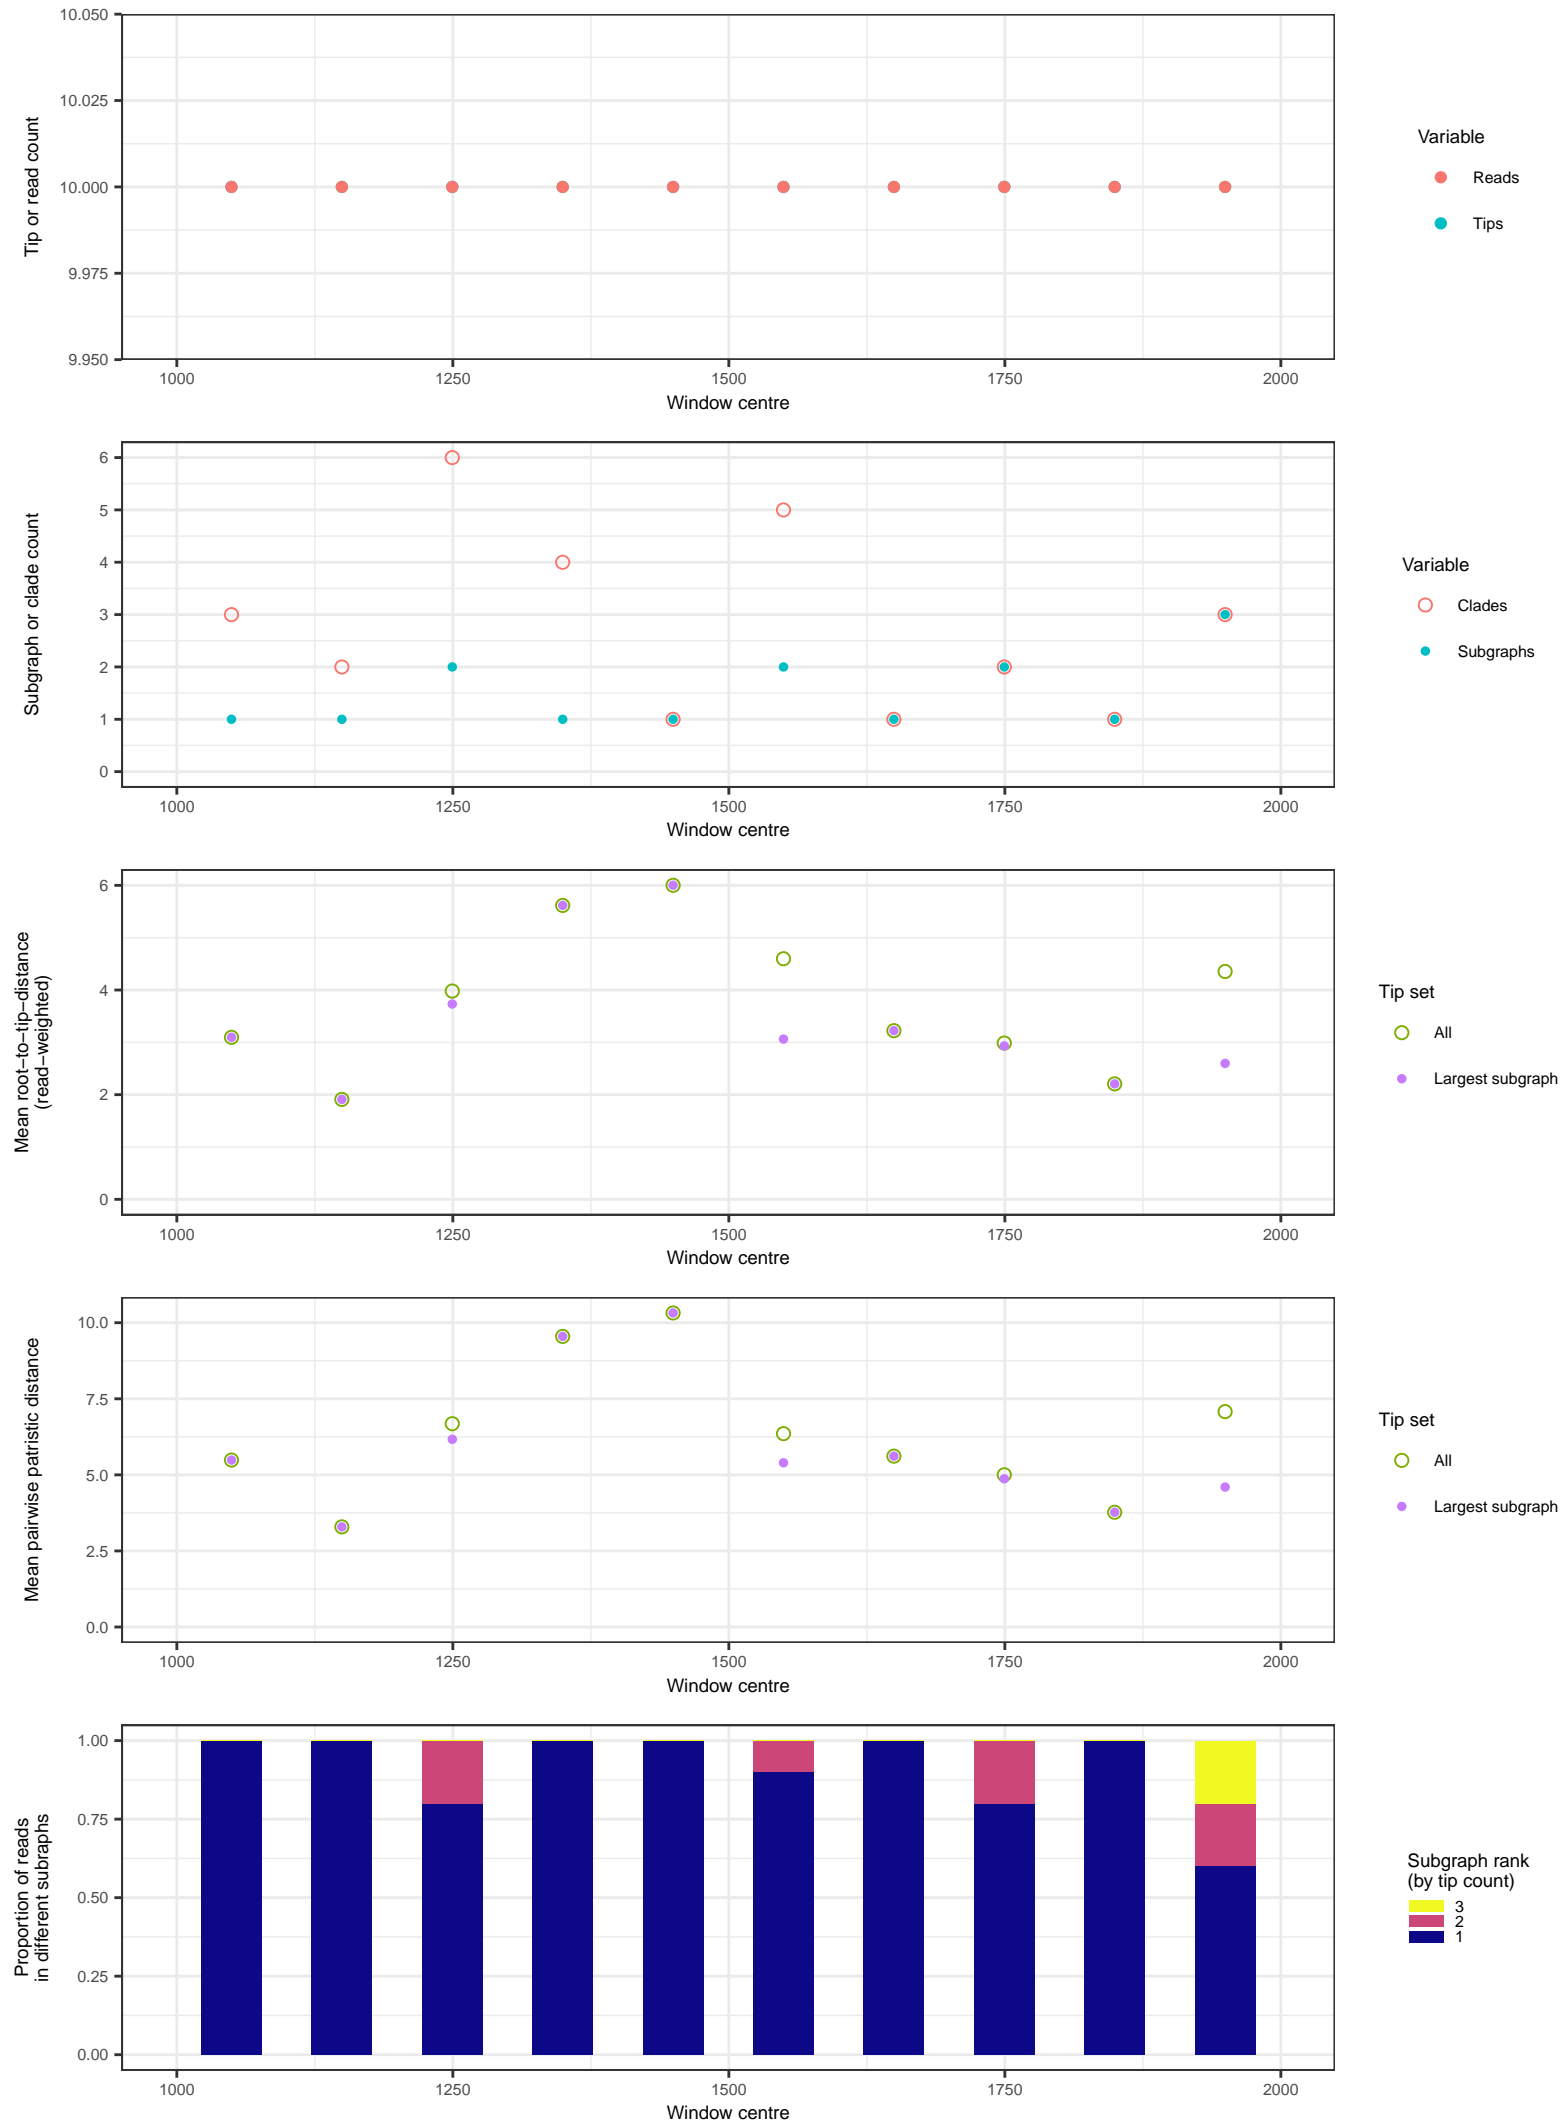 10.050
10.025
10.000
9.975
9.950
Tip or read count
1000 1250 1500 1750 2000
Window centre
Variable
Reads
Tips
6
5
4
3
2
1
0
Subgraph or clade count
1000 1250 1500 1750 2000
Window centre
Variable
Clades
Subgraphs
6
4
2
0
Mean root−to−tip−distance
(read−weighted)
1000 1250 1500 1750 2000
Window centre
Tip set
All
Largest subgraph
10.0
7.5
5.0
2.5
0.0
Mean pairwise patristic distance
1000 1250 1500 1750 2000
Window centre
Tip set
All
Largest subgraph
1.00
0.75
0.50
0.25
0.00
Proportion of reads
in different subraphs
1000 1250 1500 1750 2000
Window centre
Subgraph rank
(by tip count)
3
2
1